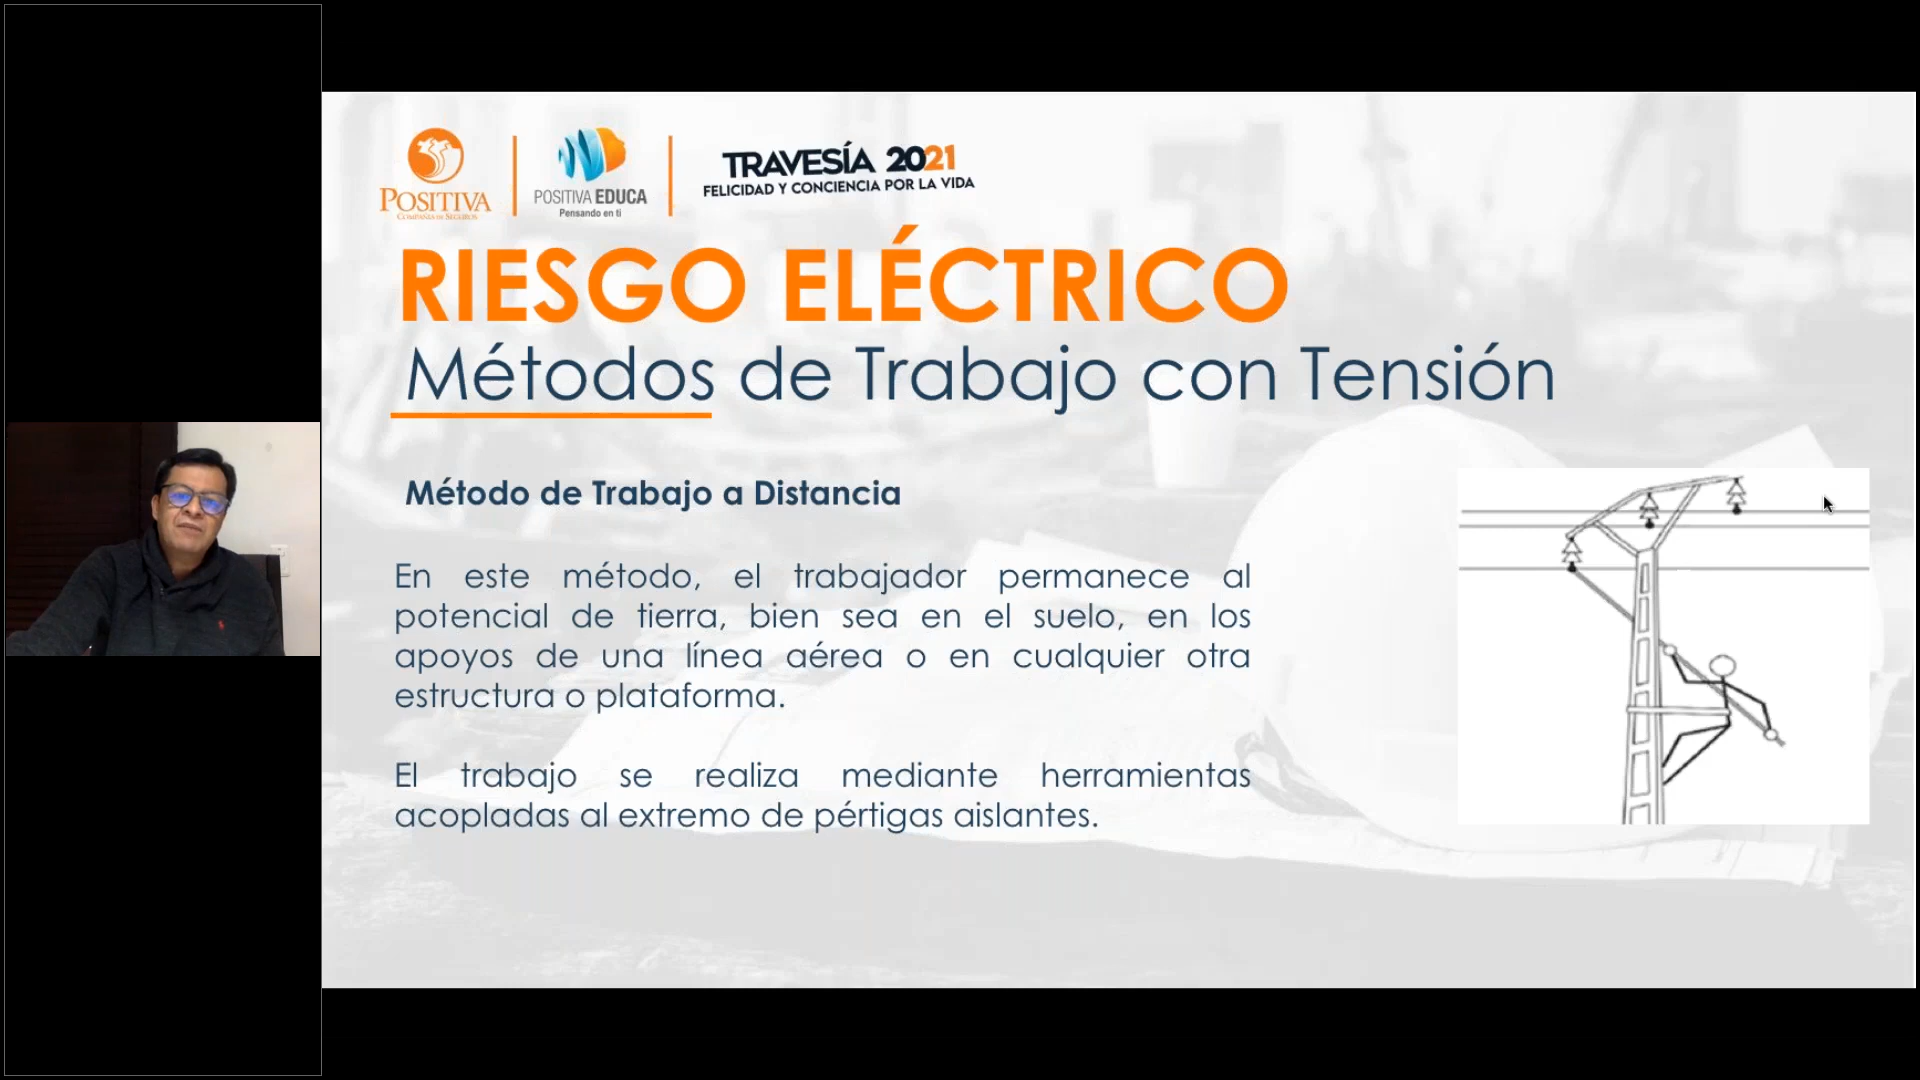 POSITIVA
COMPAÑÍA DE SEGUROS
POSITIVA EDUCA
Pensando en ti
TRAVESÍA 2021
FELICIDAD Y CONCIENCIA POR LA VIDA
RIESGO ELÉCTRICO
Métodos de Trabajo con Tensión
Método de Trabajo a Distancia
En este método, el trabajador permanece al
potencial de tierra, bien sea en el suelo, en los
apoyos de una línea aérea o en cualquier otra
estructura o plataforma.
El trabajo se realiza mediante herramientas
acopladas al extremo de pértigas aislantes.